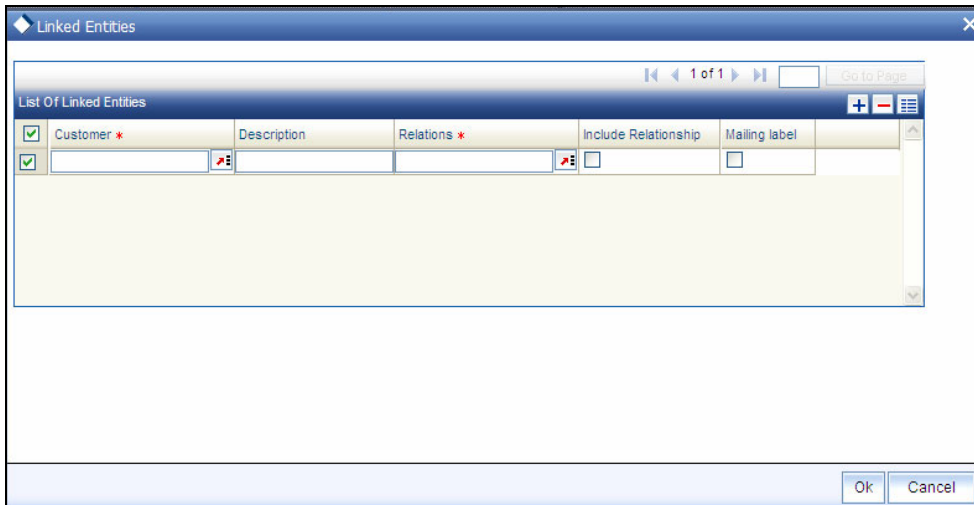 Linked Entities
1 of 1 Go to Page
List Of Linked Entities
Customer * Description Relations * Include Relationship Mailing label
Ok Cancel